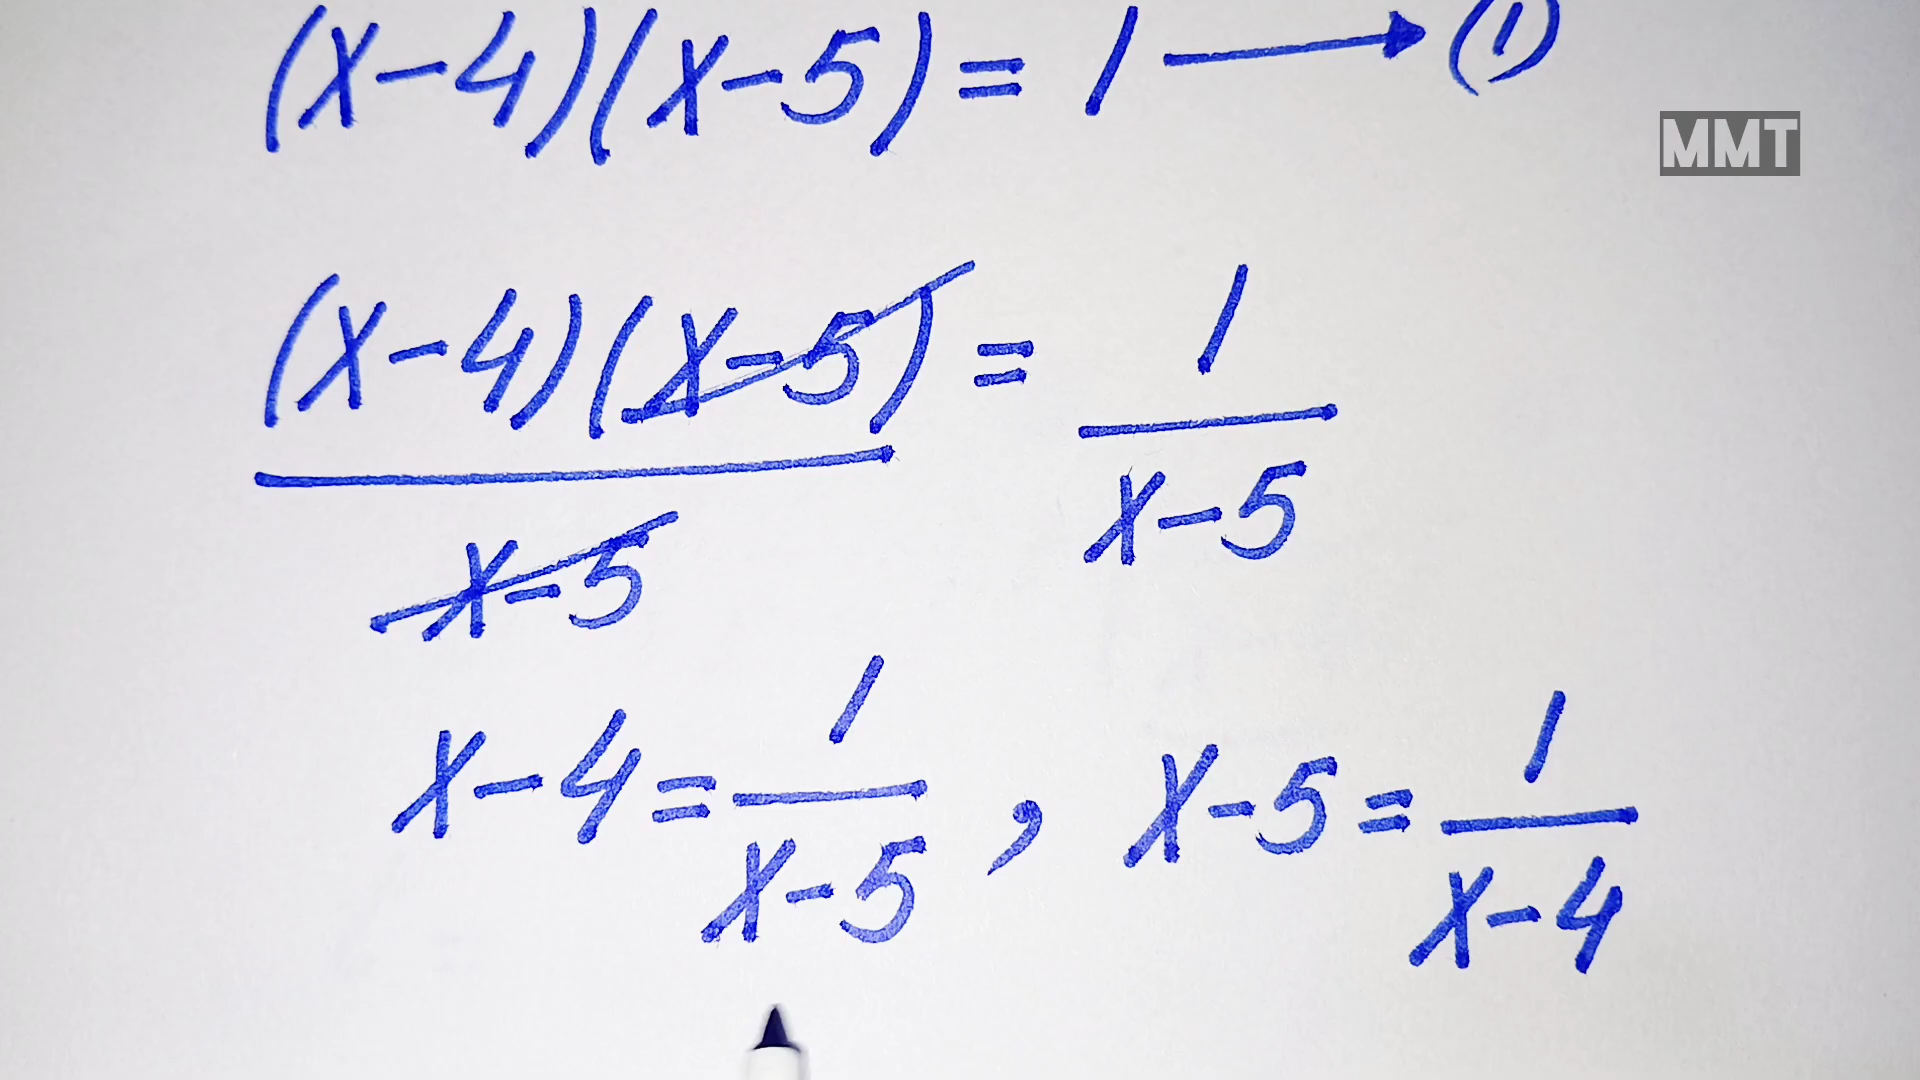 (x-4)(x-5) = 1 → (1)
MMT
(x-4)(x-5) / x-5 = 1 / x-5
x-4 = 1 / x-5 , x-5 = 1 / x-4